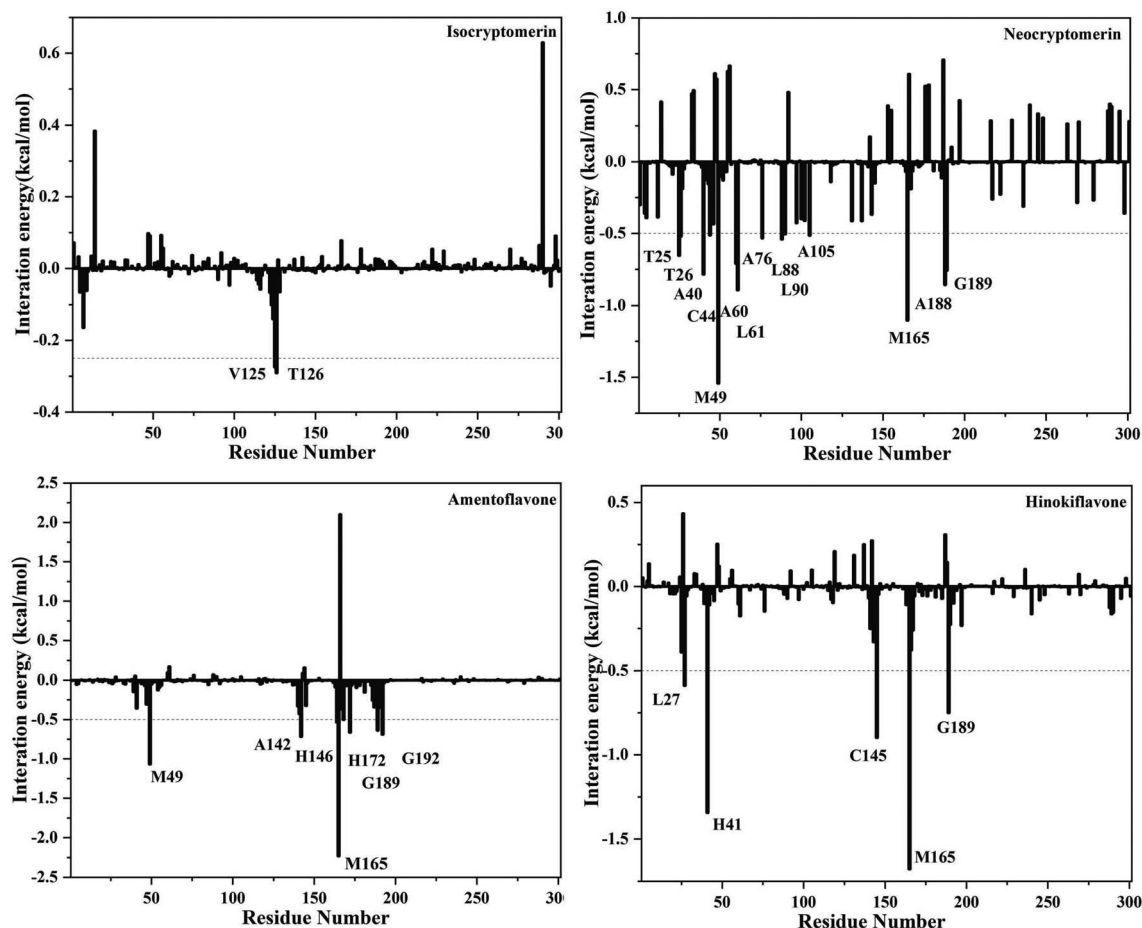 Isocryptomerin
Interation energy(kcal/mol)
0.6
0.4
0.2
0.0
-0.2
-0.4
V125 T126
50 100 150 200 250 300
Residue Number
Neocryptomerin
Interation energy (kcal/mol)
1.0
0.5
0.0
-0.5
-1.0
-1.5
T25
T26
A40
C44
M49
A60
L61
A76
L88
L90
A105
M165
A188
G189
50 100 150 200 250 300
Residue Number
Amentoflavone
Interation energy (kcal/mol)
2.5
2.0
1.5
1.0
0.5
0.0
-0.5
-1.0
-1.5
-2.0
-2.5
M49
A142
H146
M165
H172
G189
G192
50 100 150 200 250 300
Residue Number
Hinokiflavone
Interation energy (kcal/mol)
0.5
0.0
-0.5
-1.0
-1.5
L27
H41
C145
M165
G189
50 100 150 200 250 300
Residue Number